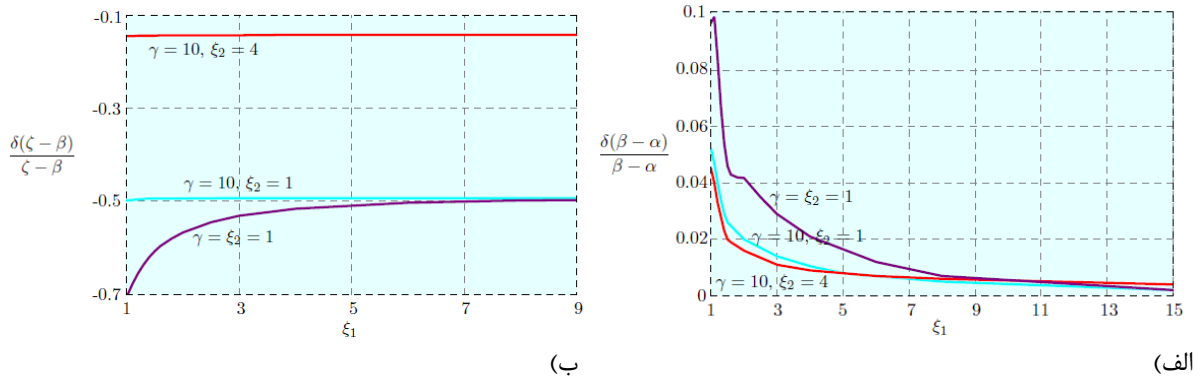 -0.1
γ = 10, ξ₂ = 4
-0.3
δ(ζ − β)
ζ − β
γ = 10, ξ₂ = 1
-0.5
γ = ξ₂ = 1
-0.7
1 3 5 7 9
ξ₁
ب)
0.1
0.08
0.06
δ(β − α)
β − α
0.04
γ = ξ₂ = 1
0.02
γ = 10, ξ₂ = 1
γ = 10, ξ₂ = 4
0
1 3 5 7 9 11 13 15
ξ₁
الف)